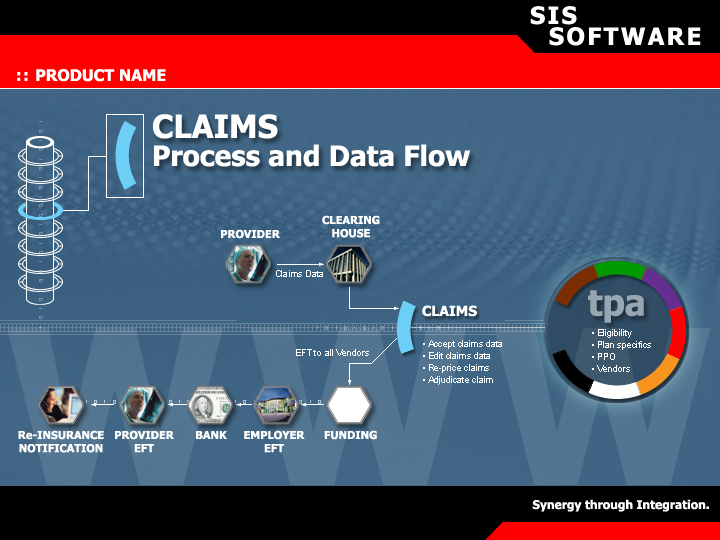 SIS
SOFTWARE
:: PRODUCT NAME
CLAIMS
Process and Data Flow
CLEARING
HOUSE
PROVIDER
Claims Data
CLAIMS
• Accept claims data
• Edit claims data
• Re-price claims
• Adjudicate claim
tpa
• Eligibility
• Plan specifics
• PPO
• Vendors
EFT to all Vendors
Re-INSURANCE
NOTIFICATION
PROVIDER
EFT
BANK
EMPLOYER
EFT
FUNDING
WWW
Synergy through Integration.